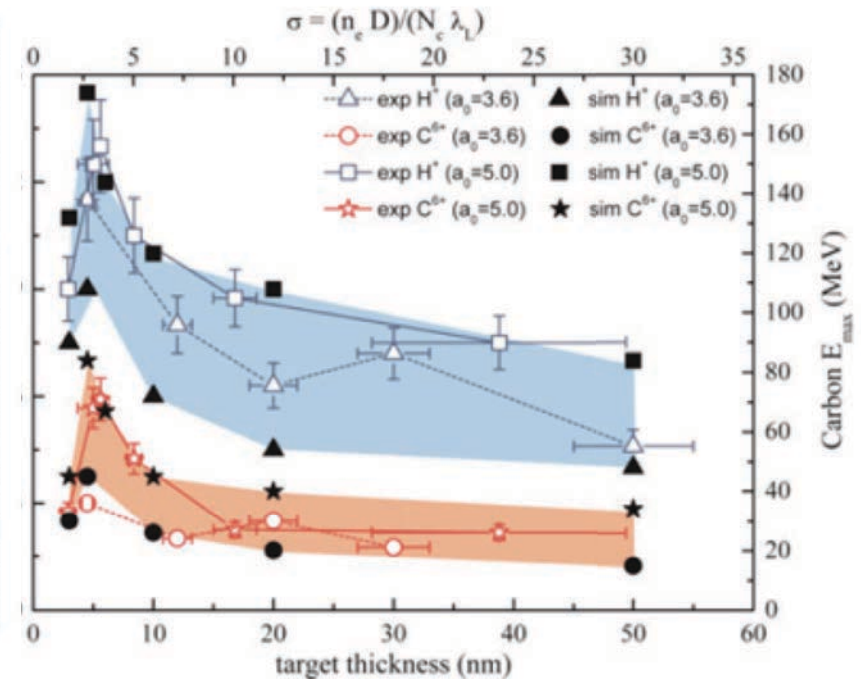 σ = (nₑ D)/(N꜀ λ_L)
0 5 10 15 20 25 30 35
exp H⁺ (a₀=3.6) sim H⁺ (a₀=3.6)
exp C⁶⁺ (a₀=3.6) sim C⁶⁺ (a₀=3.6)
exp H⁺ (a₀=5.0) sim H⁺ (a₀=5.0)
exp C⁶⁺ (a₀=5.0) sim C⁶⁺ (a₀=5.0)
180
160
140
120
100
80
60
40
20
0
Carbon E_max (MeV)
0 10 20 30 40 50 60
target thickness (nm)